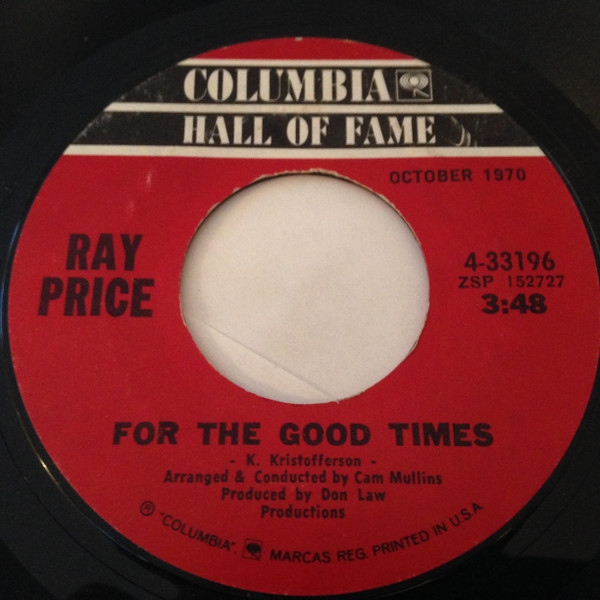 COLUMBIA
HALL OF FAME
OCTOBER 1970
RAY
PRICE
4-33196
ZSP 152727
3:48
FOR THE GOOD TIMES
- K. Kristofferson -
Arranged & Conducted by Cam Mullins
Produced by Don Law
Productions
Ⓡ "COLUMBIA", MARCAS REG. PRINTED IN U.S.A